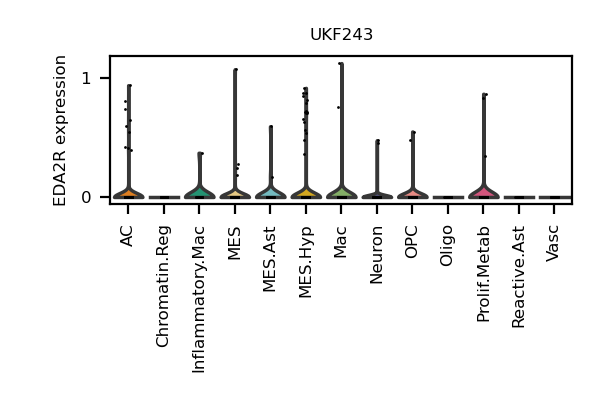 UKF243
EDA2R expression
1
0
AC
Chromatin.Reg
Inflammatory.Mac
MES
MES.Ast
MES.Hyp
Mac
Neuron
OPC
Oligo
Prolif.Metab
Reactive.Ast
Vasc